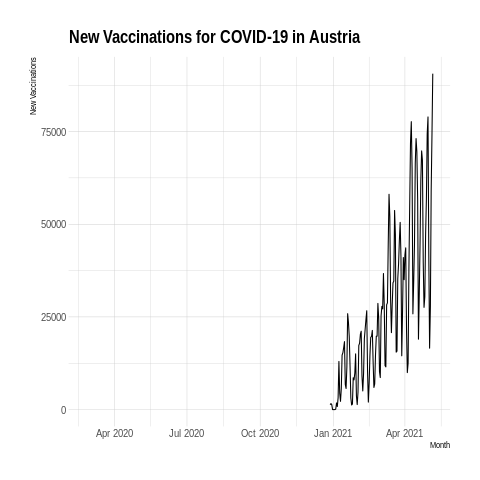 New Vaccinations for COVID-19 in Austria
New Vaccinations
75000
50000
25000
0
Apr 2020
Jul 2020
Oct 2020
Jan 2021
Apr 2021
Month